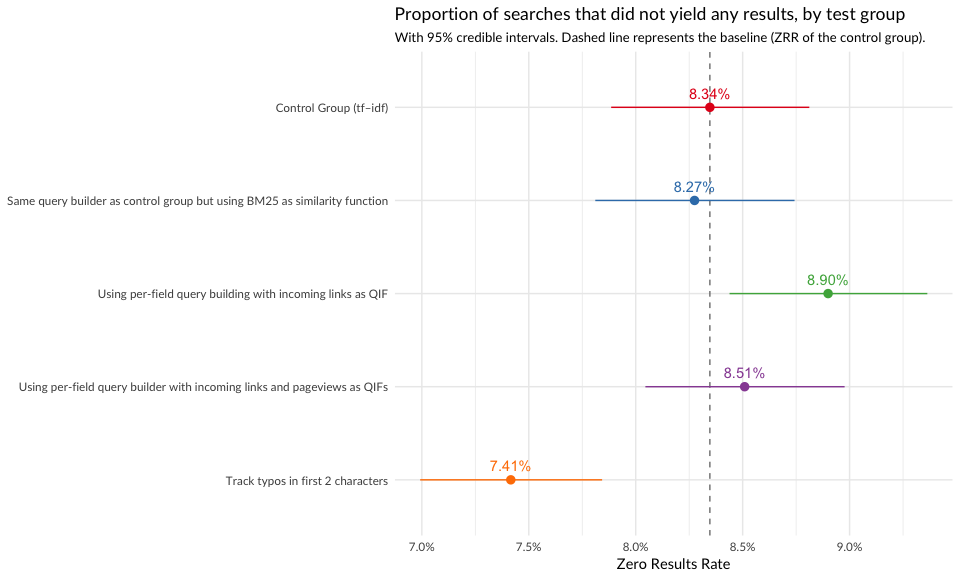 Proportion of searches that did not yield any results, by test group
With 95% credible intervals. Dashed line represents the baseline (ZRR of the control group).
Control Group (tf−idf)
8.34%
Same query builder as control group but using BM25 as similarity function
8.27%
Using per-field query building with incoming links as QIF
8.90%
Using per-field query builder with incoming links and pageviews as QIFs
8.51%
Track typos in first 2 characters
7.41%
7.0% 7.5% 8.0% 8.5% 9.0%
Zero Results Rate